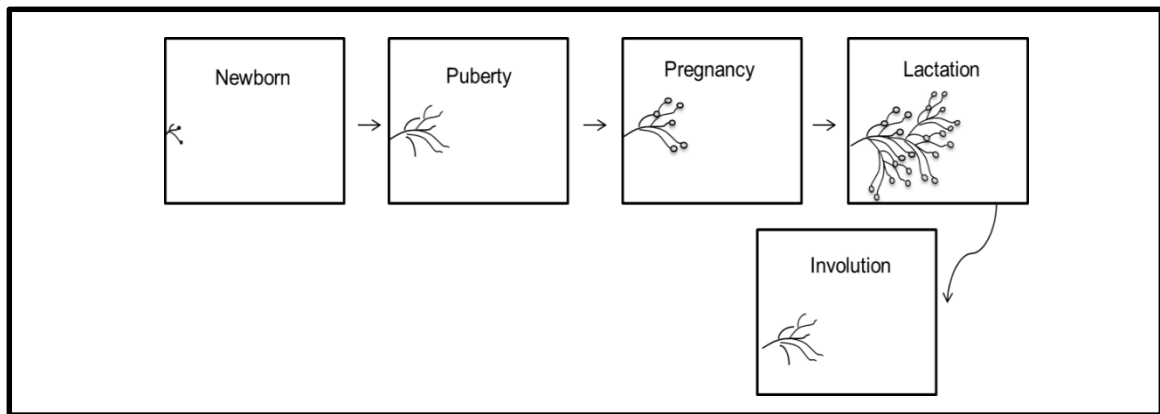 Newborn
Puberty
Pregnancy
Lactation
Involution